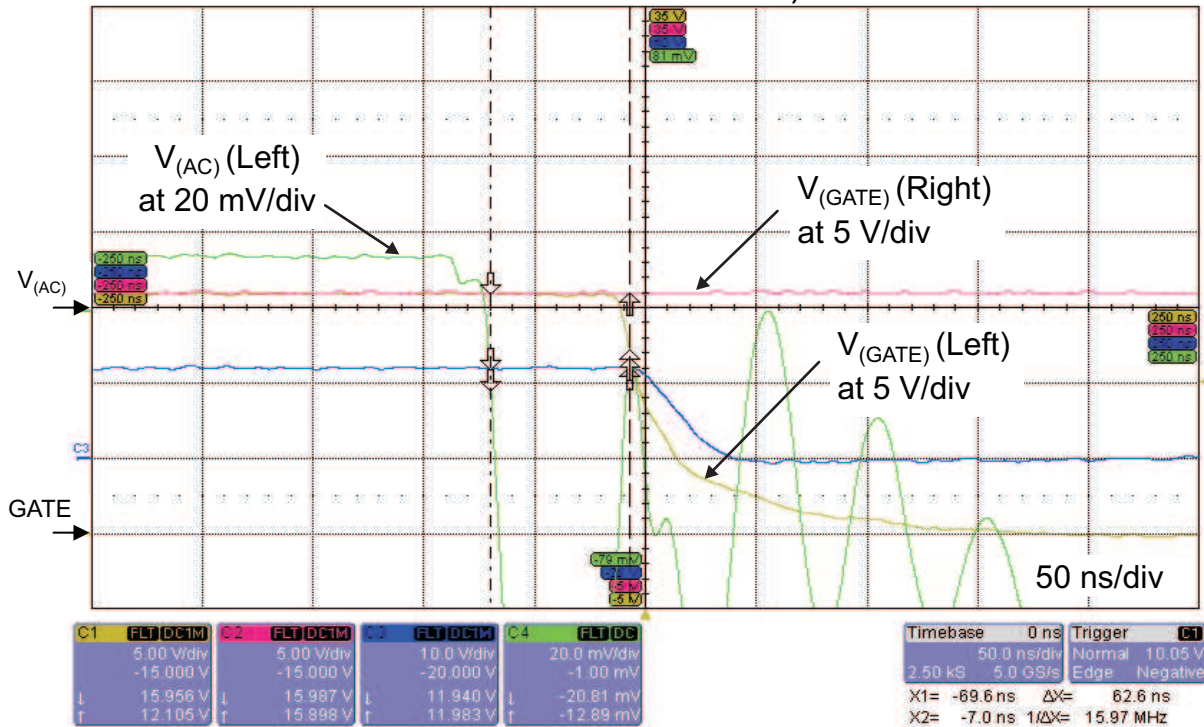 35 V
35 V
81 mV
V(AC) (Left)
at 20 mV/div
V(GATE) (Right)
at 5 V/div
-250 ns
-250 ns
-250 ns
-250 ns
V(AC)
250 ns
250 ns
250 ns
250 ns
V(GATE) (Left)
at 5 V/div
C3
GATE
-79 mV
-5 V
-5 V
50 ns/div
C1 FLT DC1M
5.00 V/div
-15.000 V
↓ 15.956 V
↑ 12.105 V
C2 FLT DC1M
5.00 V/div
-15.000 V
↓ 15.987 V
↑ 15.898 V
C3 FLT DC1M
10.0 V/div
-20.000 V
11.940 V
11.983 V
C4 FLT DC
20.0 mV/div
-1.00 mV
↓ -20.81 mV
↑ -12.89 mV
Timebase 0 ns
50.0 ns/div
2.50 kS 5.0 GS/s
Trigger C1
Normal 10.05 V
Edge Negative
X1= -69.6 ns ΔX= 62.6 ns
X2= -7.0 ns 1/ΔX= 15.97 MHz